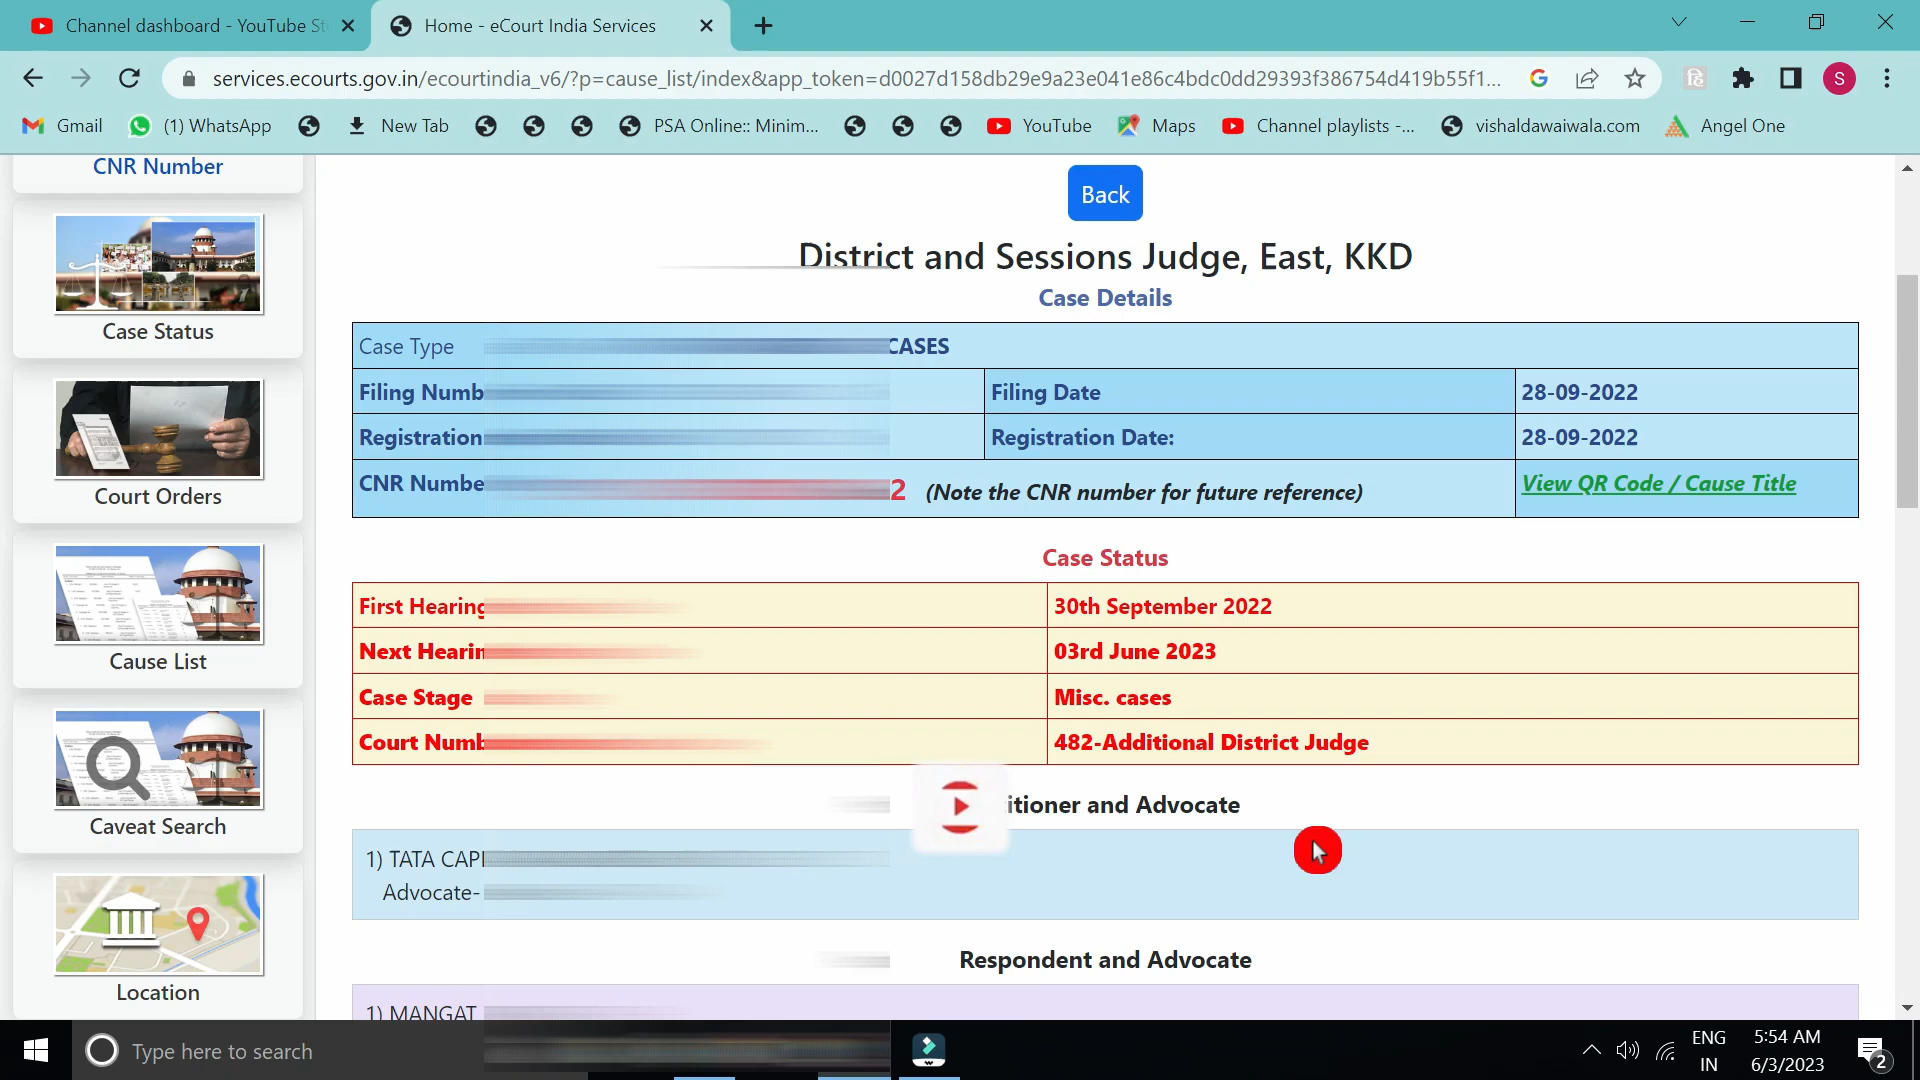 Channel dashboard - YouTube St
Home - eCourt India Services
services.ecourts.gov.in/ecourtindia_v6/?p=cause_list/index&app_token=d0027d158db29e9a23e041e86c4bdc0dd29393f386754d419b55f1...
S
Gmail
(1) WhatsApp
New Tab
PSA Online:: Minim...
YouTube
Maps
Channel playlists -...
vishaldawaiwala.com
Angel One
CNR Number
Case Status
Court Orders
Cause List
Caveat Search
Location
Back
District and Sessions Judge, East, KKD
Case Details
Case Type CASES
Filing Numb Filing Date 28-09-2022
Registration Registration Date: 28-09-2022
CNR Numbe 2 (Note the CNR number for future reference) View QR Code / Cause Title
Case Status
First Hearing 30th September 2022
Next Hearin 03rd June 2023
Case Stage Misc. cases
Court Numb 482-Additional District Judge
itioner and Advocate
1) TATA CAPI
Advocate-
Respondent and Advocate
1) MANGAT
Type here to search
ENG
IN
5:54 AM
6/3/2023
2